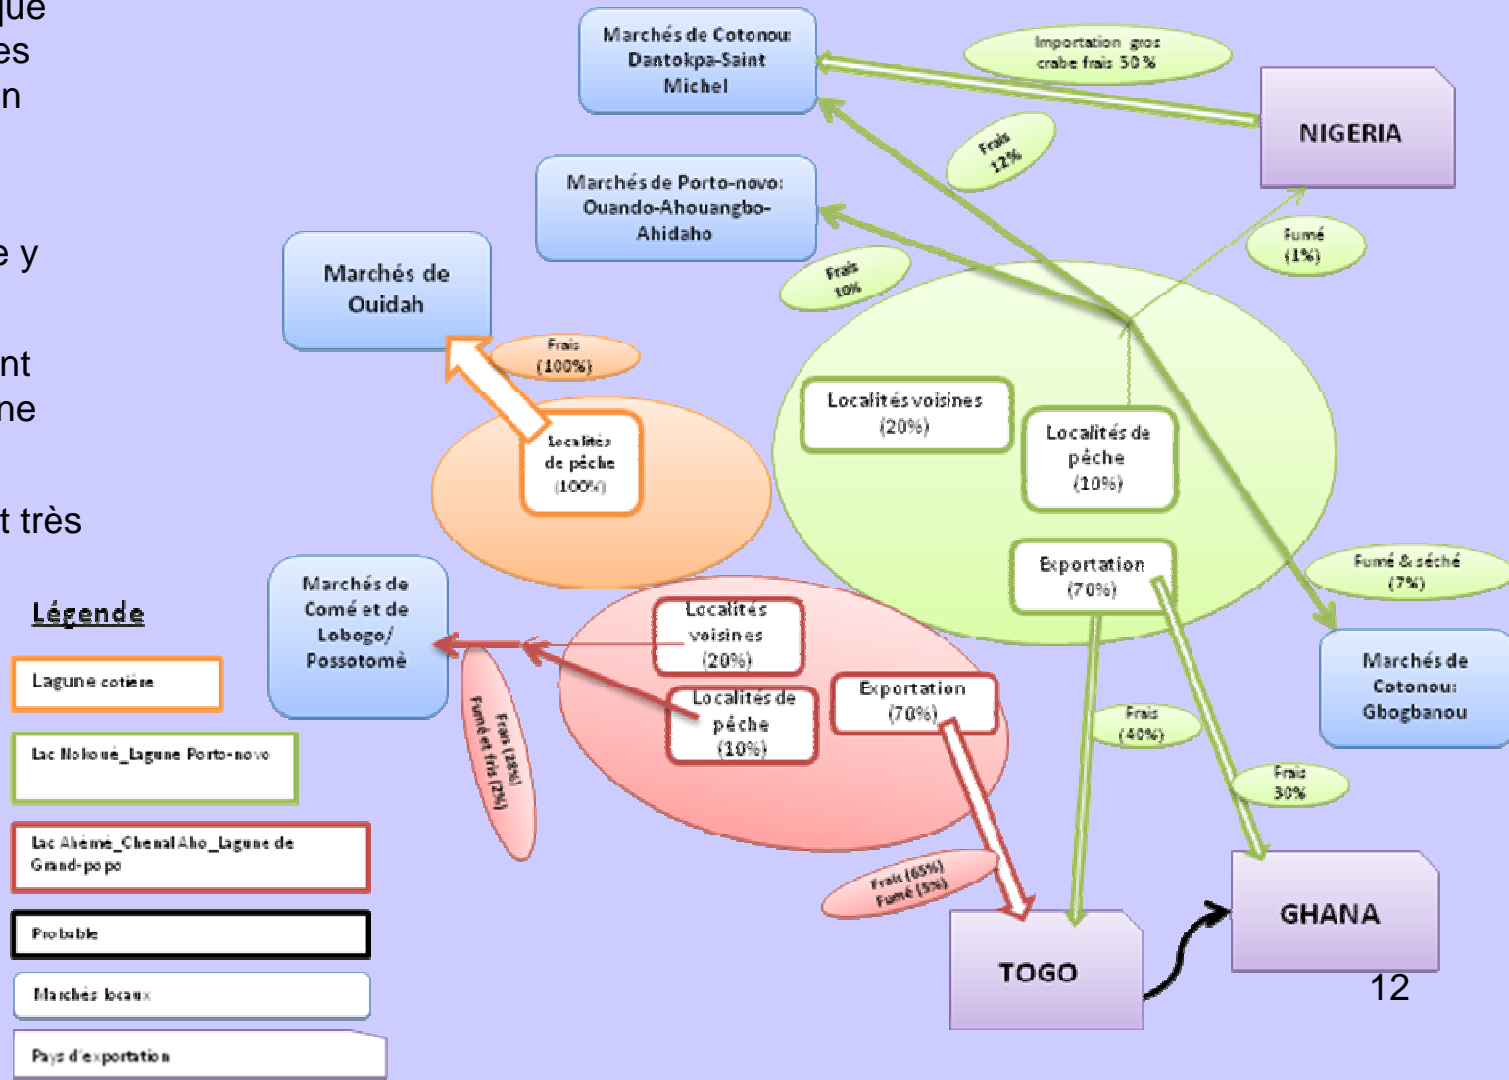 que
es
n
e y
nt
ne
t très
Marchés de Cotonou:
Dantokpa-Saint
Michel
Importation gros
crabe frais 30%
NIGERIA
Frais
12%
Marchés de Porto-novo:
Ouando-Ahouangbo-
Ahidaho
Frais
10%
Fumé
(1%)
Marchés de
Ouidah
Frais
(100%)
Localités
de pêche
(100%)
Localités voisines
(20%)
Localités de
pêche
(10%)
Exportation
(70%)
Fumé & séché
(7%)
Marchés de
Cotonou:
Gbogbanou
Marchés de
Comé et de
Lobogo/
Possotomè
Localités
voisines
(20%)
Localités de
pêche
(10%)
Exportation
(70%)
Frais (28%)
Fumé et fris (2%)
Frais
(40%)
Frais
30%
Frais (65%)
Fumé (5%)
TOGO
GHANA
12
Légende
Lagune cotière
Lac Nokoué_Lagune Porto-novo
Lac Ahémé_Chenal Aho_Lagune de
Grand-popo
Probable
Marchés locaux
Pays d'exportation